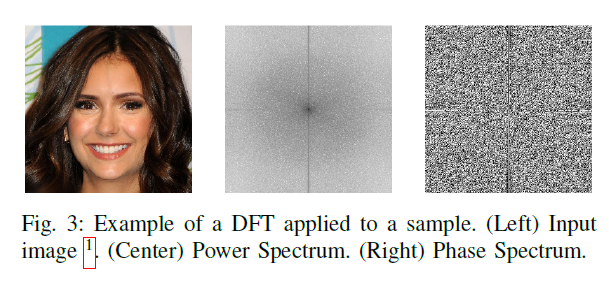 Fig. 3: Example of a DFT applied to a sample. (Left) Input
image 1. (Center) Power Spectrum. (Right) Phase Spectrum.